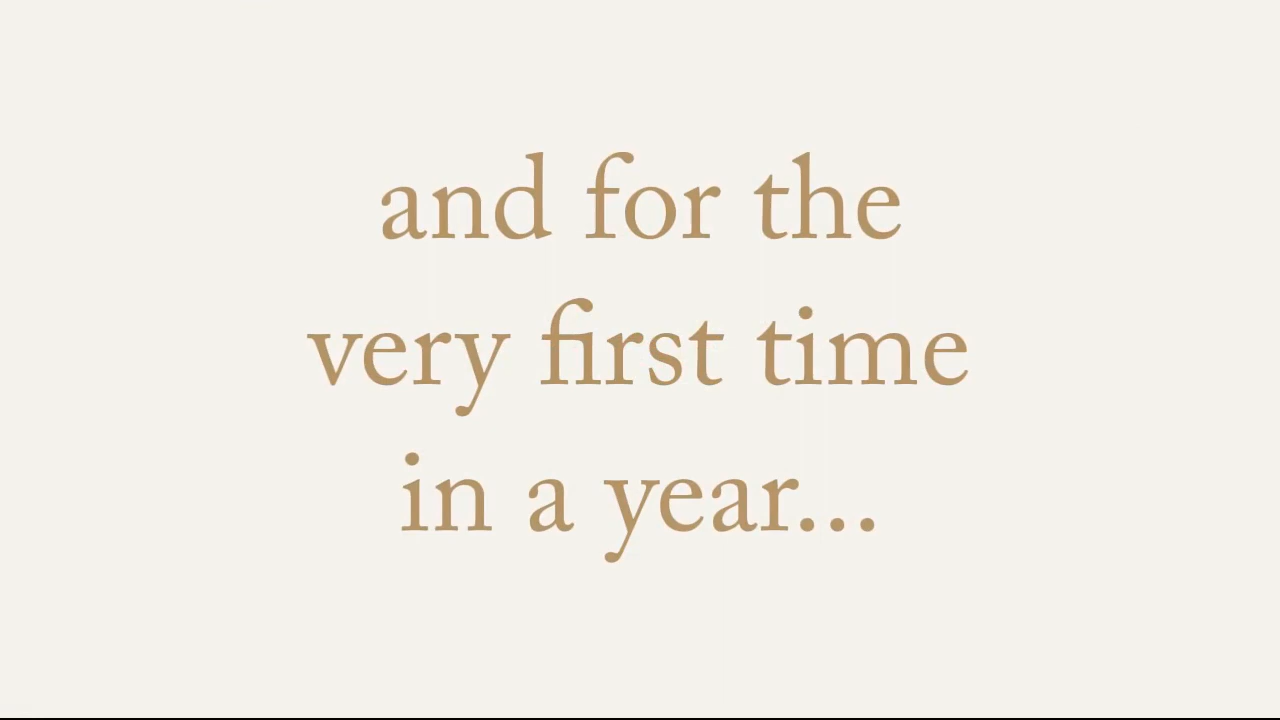 and for the
very first time
in a year...